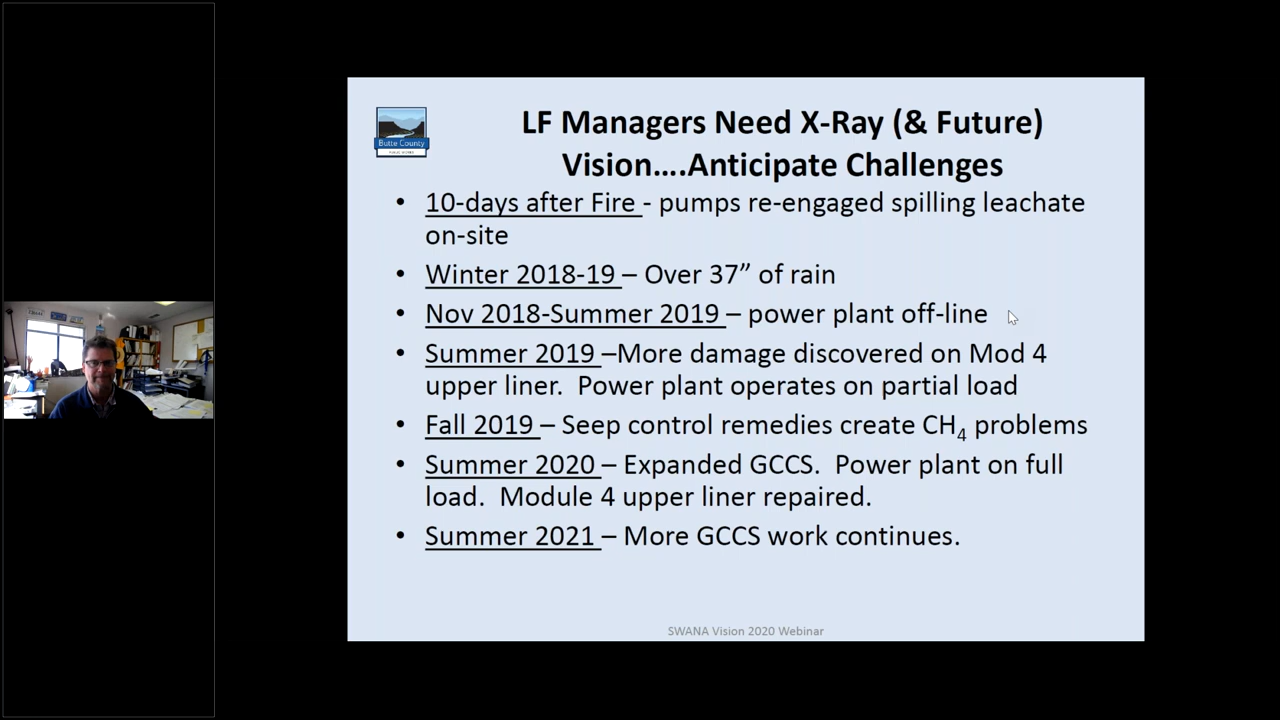 Butte County
PUBLIC WORKS
LF Managers Need X-Ray (& Future)
Vision….Anticipate Challenges
• 10-days after Fire - pumps re-engaged spilling leachate
on-site
• Winter 2018-19 – Over 37” of rain
• Nov 2018-Summer 2019 – power plant off-line
• Summer 2019 –More damage discovered on Mod 4
upper liner. Power plant operates on partial load
• Fall 2019 – Seep control remedies create CH₄ problems
• Summer 2020 – Expanded GCCS. Power plant on full
load. Module 4 upper liner repaired.
• Summer 2021 – More GCCS work continues.
SWANA Vision 2020 Webinar